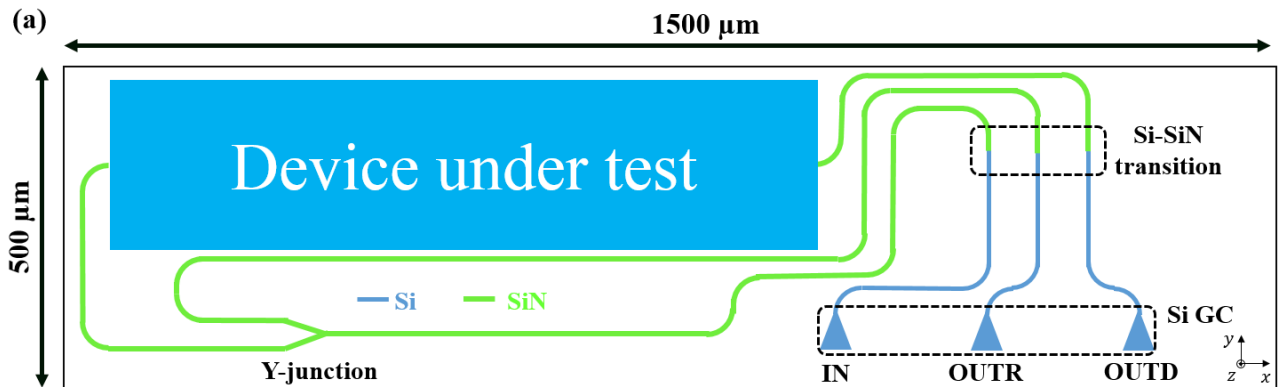 (a)
1500 µm
500 µm
Device under test
Si-SiN
transition
Si
SiN
Si GC
Y-junction
IN
OUTR
OUTD
y
z
x